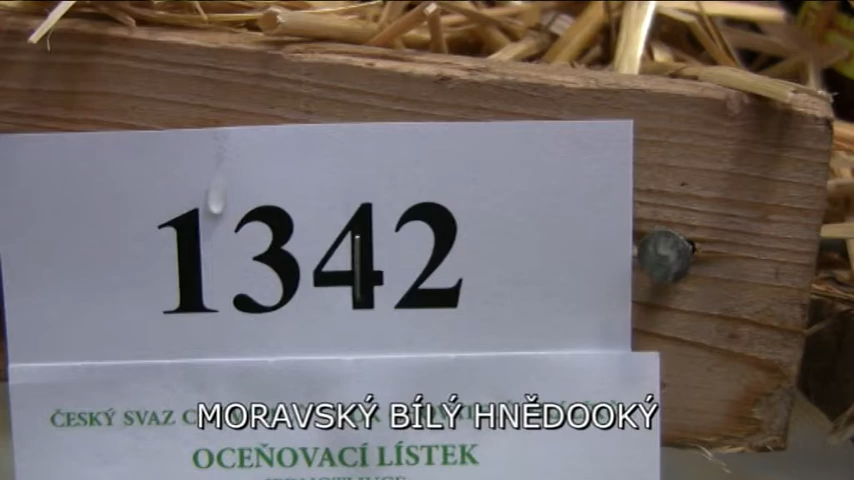 1342
ČESKÝ SVAZ
MORAVSKÝ BÍLÝ HNĚDOOKÝ
OCEŇOVACÍ LÍSTEK